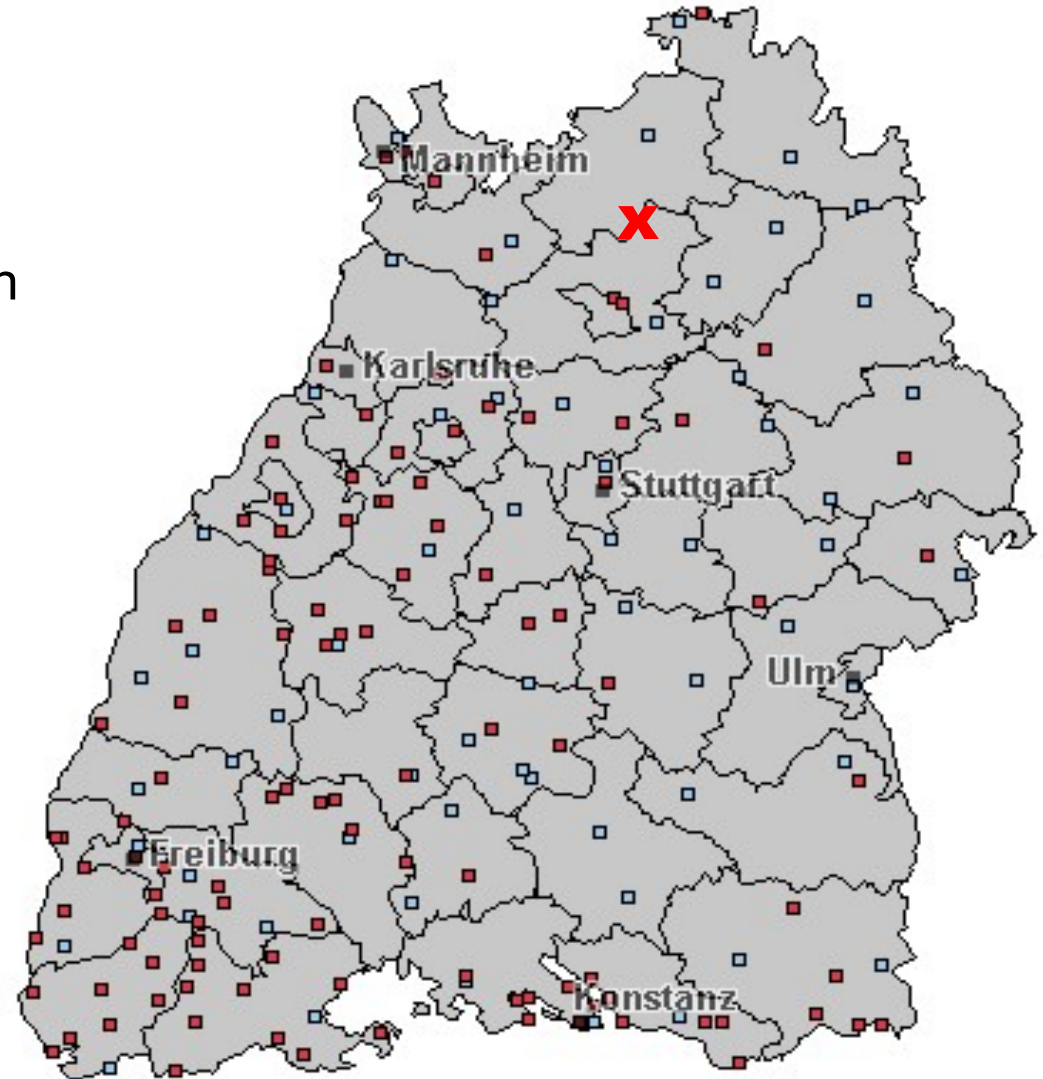 Mannheim
x
n
Karlsruhe
Stuttgart
Ulm
Freiburg
Konstanz